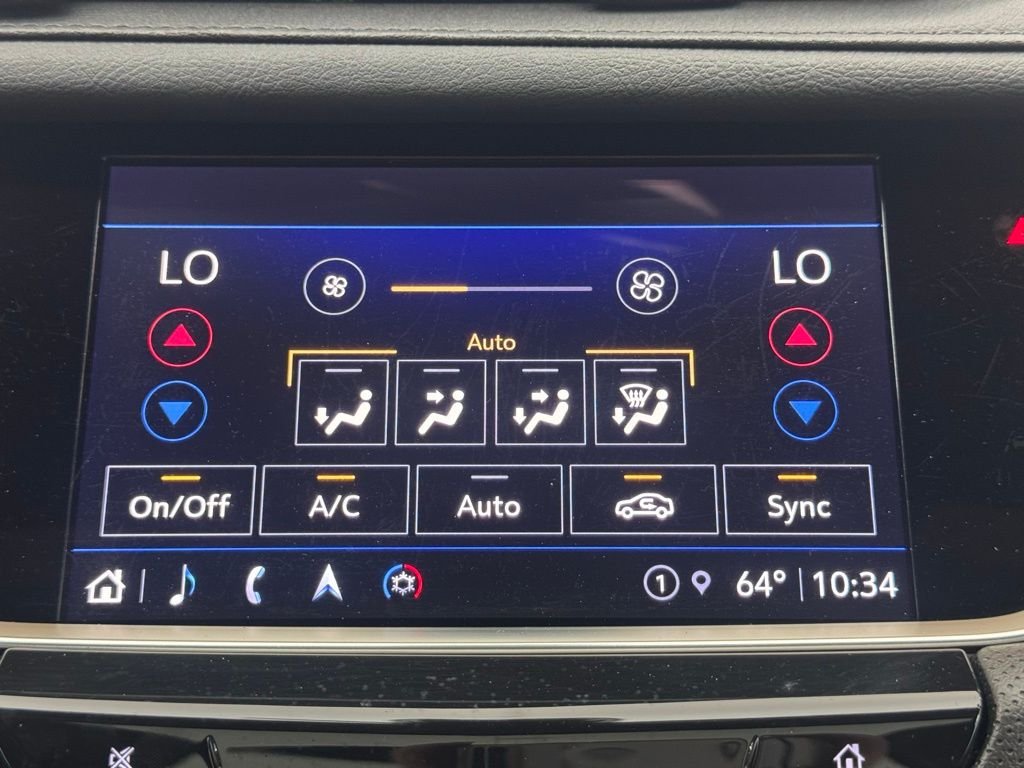 LO LO
Auto
On/Off A/C Auto Sync
1 64° 10:34